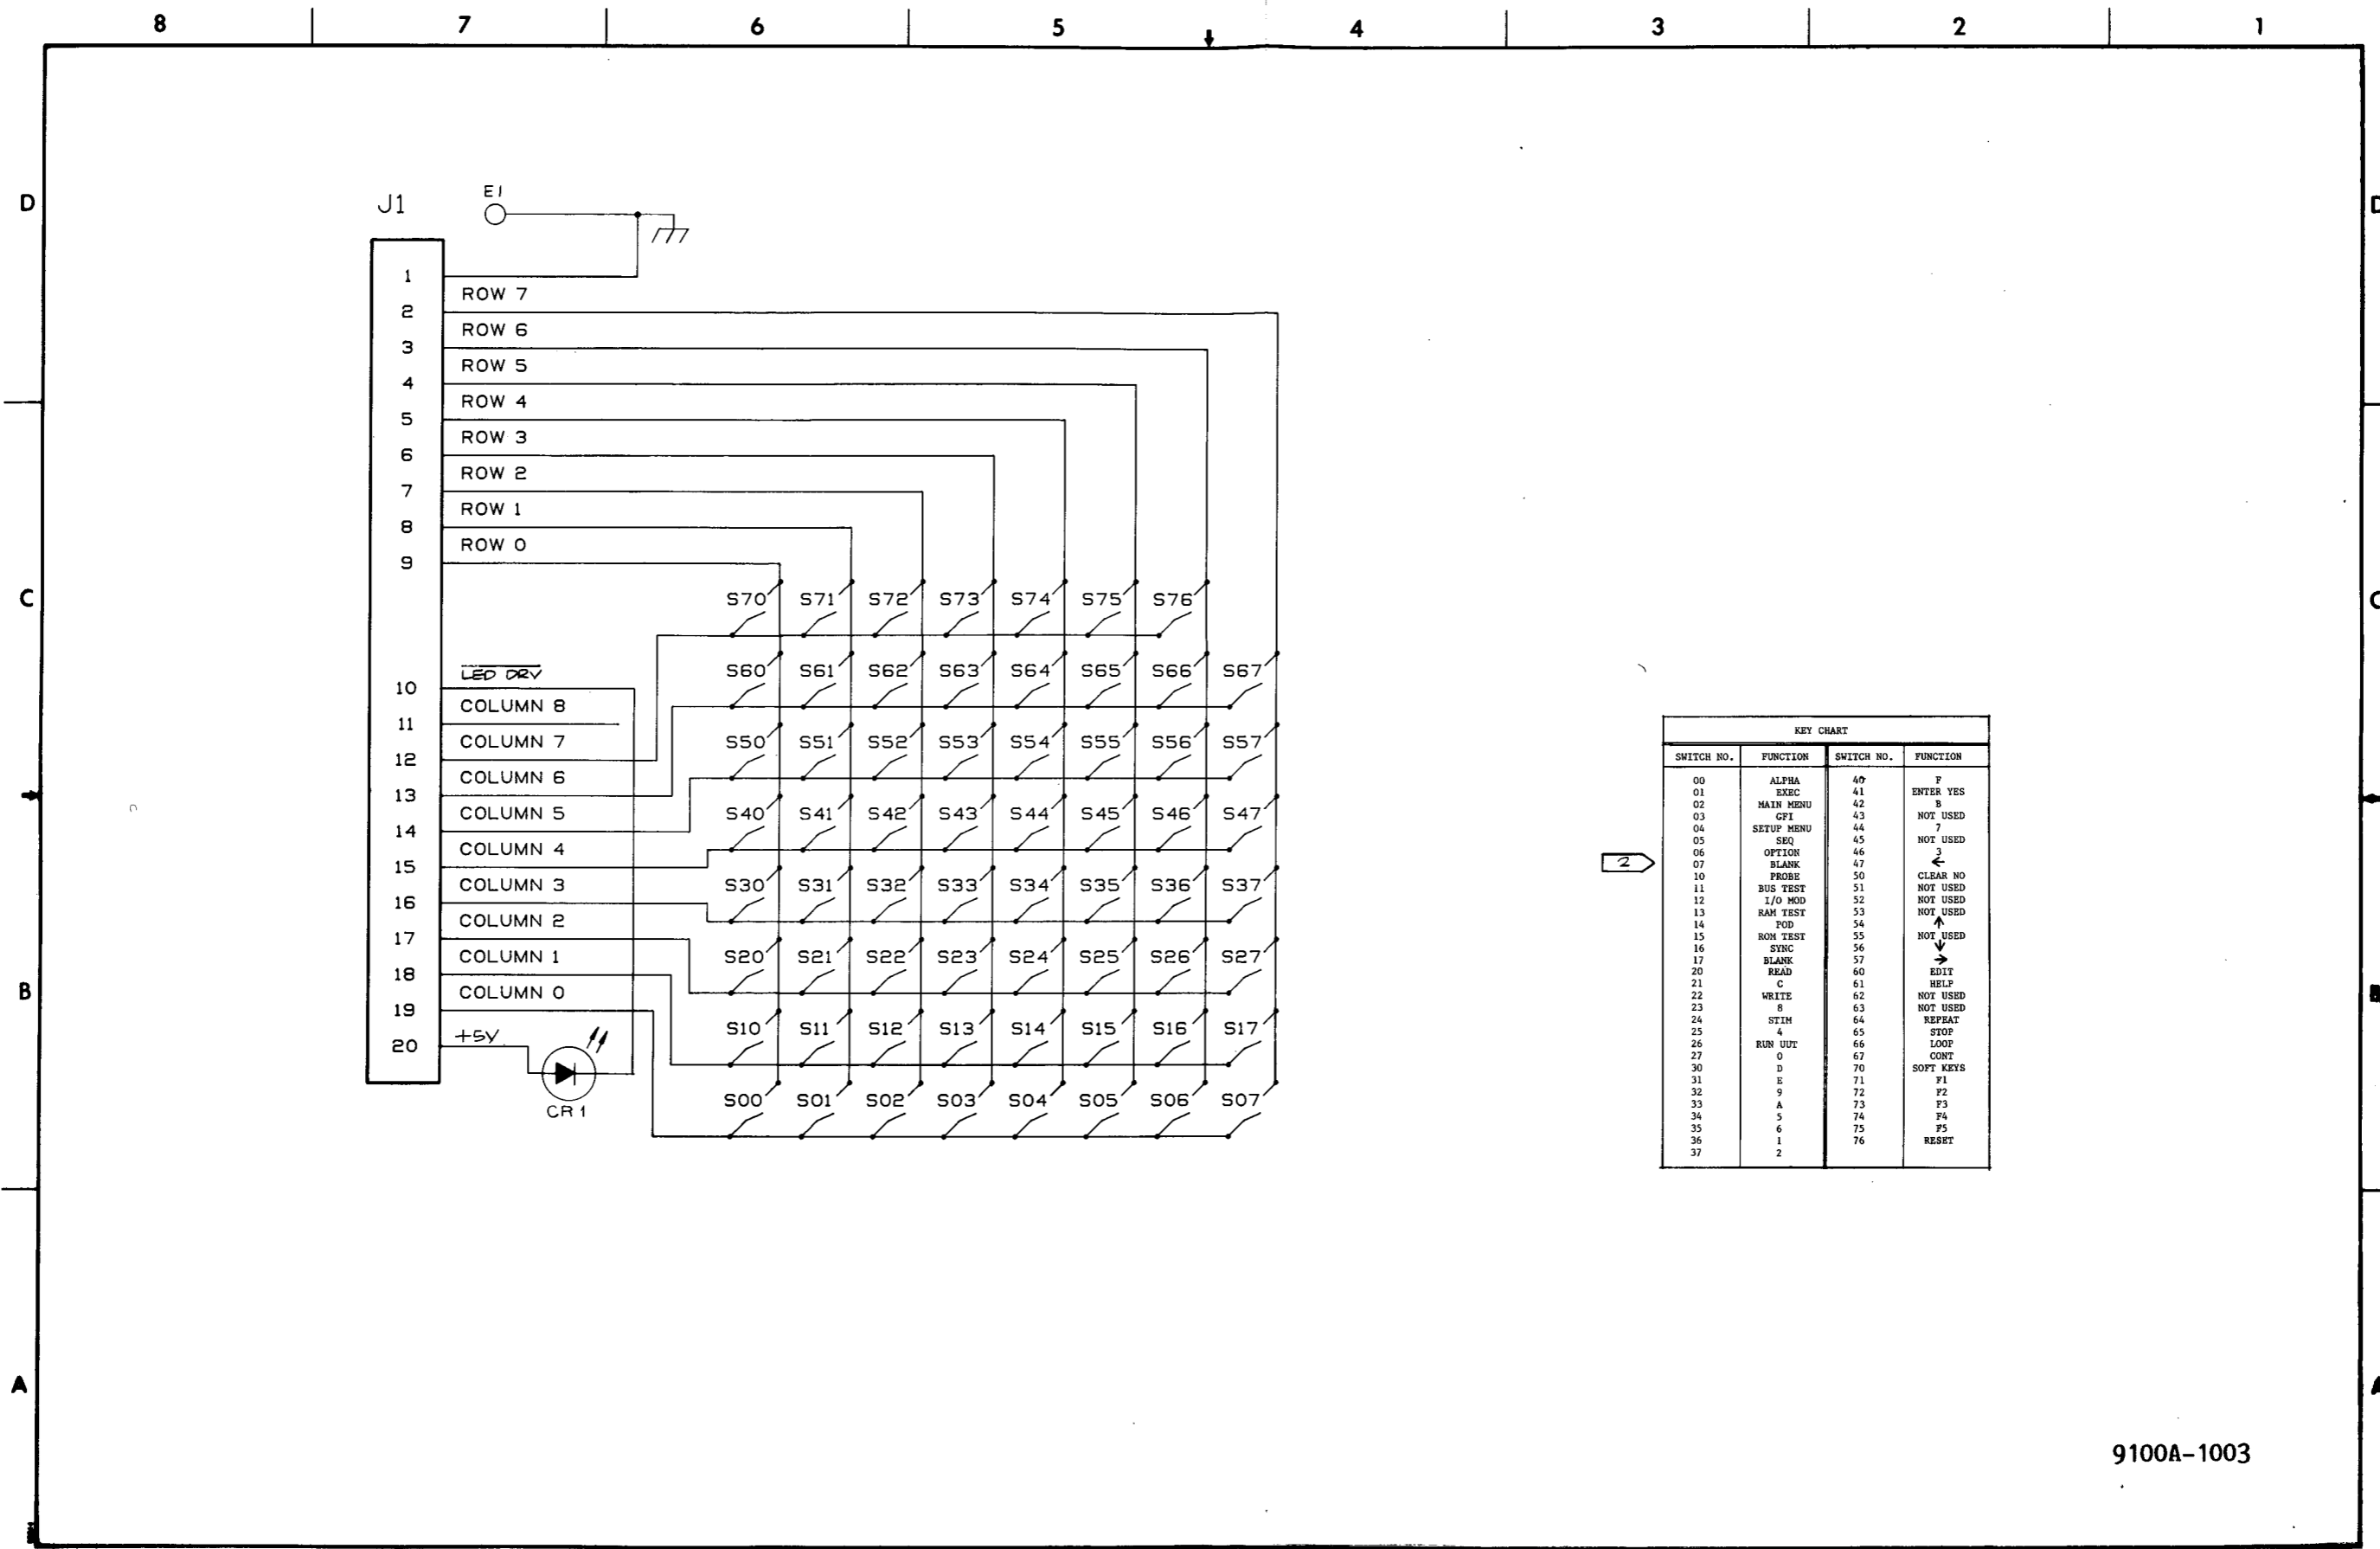 8 7 6 5 4 3 2 1
D D
J1 E1
1
ROW 7
2
ROW 6
3
ROW 5
4
ROW 4
5
ROW 3
6
ROW 2
7
ROW 1
8
ROW 0
9
C C
S70 S71 S72 S73 S74 S75 S76
LED DRV
S60 S61 S62 S63 S64 S65 S66 S67
10
COLUMN 8
11
COLUMN 7
S50 S51 S52 S53 S54 S55 S56 S57
12
COLUMN 6
13
COLUMN 5
S40 S41 S42 S43 S44 S45 S46 S47
14
COLUMN 4
15
COLUMN 3
S30 S31 S32 S33 S34 S35 S36 S37
16
COLUMN 2
17
COLUMN 1
S20 S21 S22 S23 S24 S25 S26 S27
18
COLUMN 0
19
S10 S11 S12 S13 S14 S15 S16 S17
+5V
20
CR1
S00 S01 S02 S03 S04 S05 S06 S07
2
KEY CHART
SWITCH NO. FUNCTION SWITCH NO. FUNCTION
00 ALPHA 40 F
01 EXEC 41 ENTER YES
02 MAIN MENU 42 B
03 GFI 43 NOT USED
04 SETUP MENU 44 7
05 SEQ 45 NOT USED
06 OPTION 46 3
07 BLANK 47 ←
10 PROBE 50 CLEAR NO
11 BUS TEST 51 NOT USED
12 I/O MOD 52 NOT USED
13 RAM TEST 53 NOT USED
14 POD 54 ↑
15 ROM TEST 55 NOT USED
16 SYNC 56 ↓
17 BLANK 57 →
20 READ 60 EDIT
21 C 61 HELP
22 WRITE 62 NOT USED
23 8 63 NOT USED
24 STIM 64 REPEAT
25 4 65 STOP
26 RUN UUT 66 LOOP
27 0 67 CONT
30 D 70 SOFT KEYS
31 E 71 F1
32 9 72 F2
33 A 73 F3
34 5 74 F4
35 6 75 F5
36 1 76 RESET
37 2
B
A A
9100A-1003